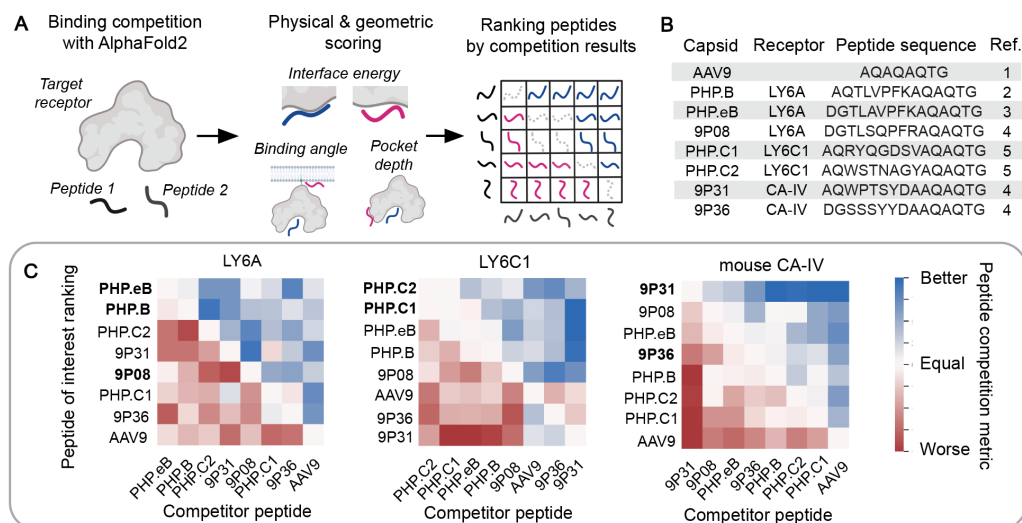 A
Binding competition
with AlphaFold2
Target
receptor
Peptide 1
Peptide 2
Physical & geometric
scoring
Interface energy
Binding angle
Pocket
depth
Ranking peptides
by competition results
B
Capsid Receptor Peptide sequence Ref.
AAV9 AQAQAQTG 1
PHP.B LY6A AQTLVPFKAQAQTG 2
PHP.eB LY6A DGTLAVPFKAQAQTG 3
9P08 LY6A DGTLSQPFRAQAQTG 4
PHP.C1 LY6C1 AQRYQGDSVAQAQTG 5
PHP.C2 LY6C1 AQWSTNAGYAQAQTG 5
9P31 CA-IV AQWPTSYDAAQAQTG 4
9P36 CA-IV DGSSSYYDAAQAQTG 4
C
Peptide of interest ranking
LY6A
PHP.eB
PHP.B
PHP.C2
9P31
9P08
PHP.C1
9P36
AAV9
PHP.eB PHP.B PHP.C2 9P31 9P08 PHP.C1 9P36 AAV9
Competitor peptide
LY6C1
PHP.C2
PHP.C1
PHP.eB
PHP.B
9P08
AAV9
9P36
9P31
PHP.C2 PHP.C1 PHP.eB PHP.B 9P08 AAV9 9P36 9P31
Competitor peptide
mouse CA-IV
9P31
9P08
PHP.eB
9P36
PHP.B
PHP.C2
PHP.C1
AAV9
9P31 9P08 PHP.eB 9P36 PHP.B PHP.C2 PHP.C1 AAV9
Competitor peptide
Better
Equal
Worse
Peptide competition metric